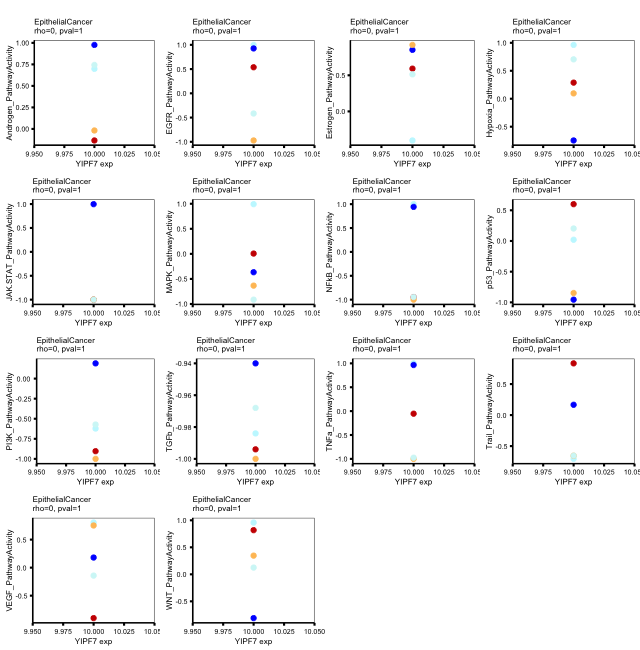 EpithelialCancer
rho=0, pval=1
Androgen_PathwayActivity
1.00
0.75
0.50
0.25
0.00
9.950 9.975 10.000 10.025 10.05
YIPF7 exp
EpithelialCancer
rho=0, pval=1
EGFR_PathwayActivity
1.0
0.5
0.0
-0.5
-1.0
9.950 9.975 10.000 10.025 10.05
YIPF7 exp
EpithelialCancer
rho=0, pval=1
Estrogen_PathwayActivity
0.5
0.0
9.950 9.975 10.000 10.025 10.05
YIPF7 exp
EpithelialCancer
rho=0, pval=1
Hypoxia_PathwayActivity
1.0
0.5
0.0
-0.5
9.950 9.975 10.000 10.025 10.05
YIPF7 exp
EpithelialCancer
rho=0, pval=1
JAK.STAT_PathwayActivity
1.0
0.5
0.0
-0.5
-1.0
9.950 9.975 10.000 10.025 10.05
YIPF7 exp
EpithelialCancer
rho=0, pval=1
MAPK_PathwayActivity
1.0
0.5
0.0
-0.5
-1.0
9.950 9.975 10.000 10.025 10.05
YIPF7 exp
EpithelialCancer
rho=0, pval=1
NFkB_PathwayActivity
1.0
0.5
0.0
-0.5
-1.0
9.950 9.975 10.000 10.025 10.05
YIPF7 exp
EpithelialCancer
rho=0, pval=1
p53_PathwayActivity
0.5
0.0
-0.5
-1.0
9.950 9.975 10.000 10.025 10.05
YIPF7 exp
EpithelialCancer
rho=0, pval=1
PI3K_PathwayActivity
0.00
-0.25
-0.50
-0.75
-1.00
9.950 9.975 10.000 10.025 10.05
YIPF7 exp
EpithelialCancer
rho=0, pval=1
TGFb_PathwayActivity
-0.94
-0.96
-0.98
-1.00
9.950 9.975 10.000 10.025 10.05
YIPF7 exp
EpithelialCancer
rho=0, pval=1
TNFa_PathwayActivity
1.0
0.5
0.0
-0.5
-1.0
9.950 9.975 10.000 10.025 10.05
YIPF7 exp
EpithelialCancer
rho=0, pval=1
Trail_PathwayActivity
0.5
0.0
-0.5
9.950 9.975 10.000 10.025 10.05
YIPF7 exp
EpithelialCancer
rho=0, pval=1
VEGF_PathwayActivity
0.5
0.0
-0.5
9.950 9.975 10.000 10.025 10.05
YIPF7 exp
EpithelialCancer
rho=0, pval=1
WNT_PathwayActivity
1.0
0.5
0.0
-0.5
9.950 9.975 10.000 10.025 10.050
YIPF7 exp